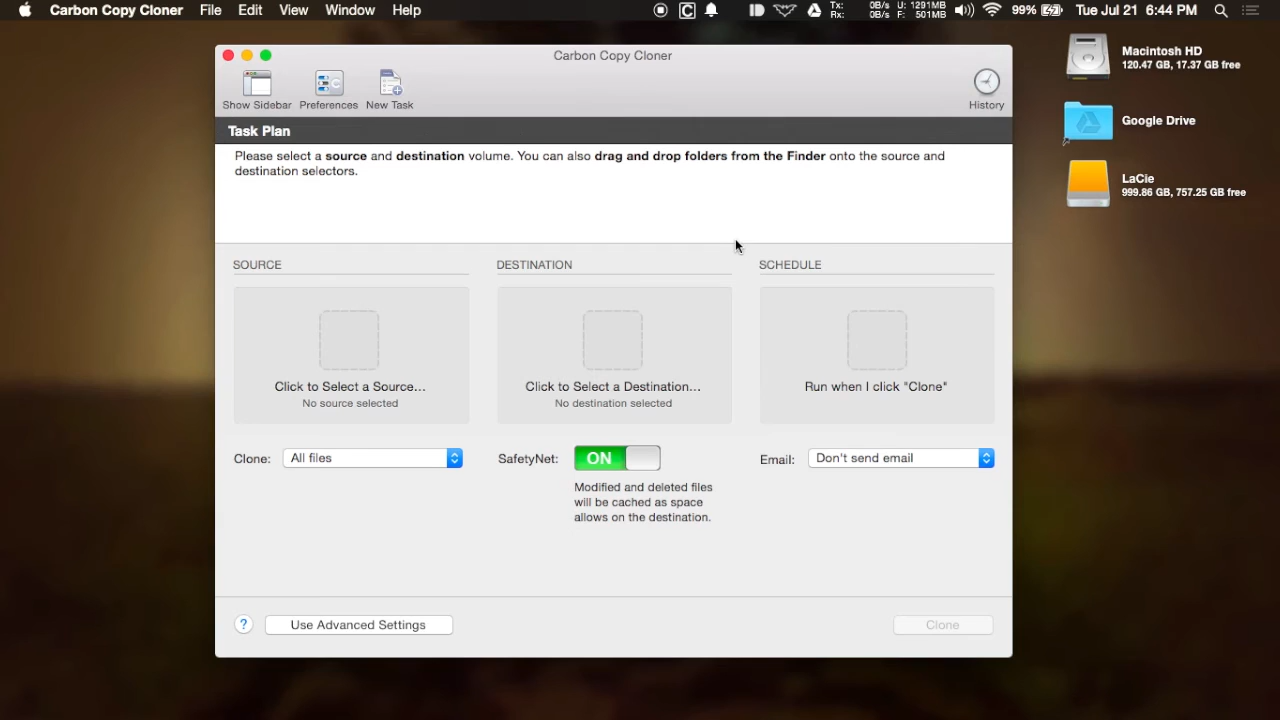 Carbon Copy Cloner File Edit View Window Help
Tx: 0B/s U: 1291MB 99% Tue Jul 21 6:44 PM
Rx: 0B/s F: 501MB
Carbon Copy Cloner
Show Sidebar Preferences New Task History
Task Plan
Please select a source and destination volume. You can also drag and drop folders from the Finder onto the source and
destination selectors.
SOURCE DESTINATION SCHEDULE
Click to Select a Source... Click to Select a Destination... Run when I click "Clone"
No source selected No destination selected
Clone: All files SafetyNet: ON Email: Don't send email
Modified and deleted files
will be cached as space
allows on the destination.
? Use Advanced Settings Clone
Macintosh HD
120.47 GB, 17.37 GB free
Google Drive
LaCie
999.86 GB, 757.25 GB free